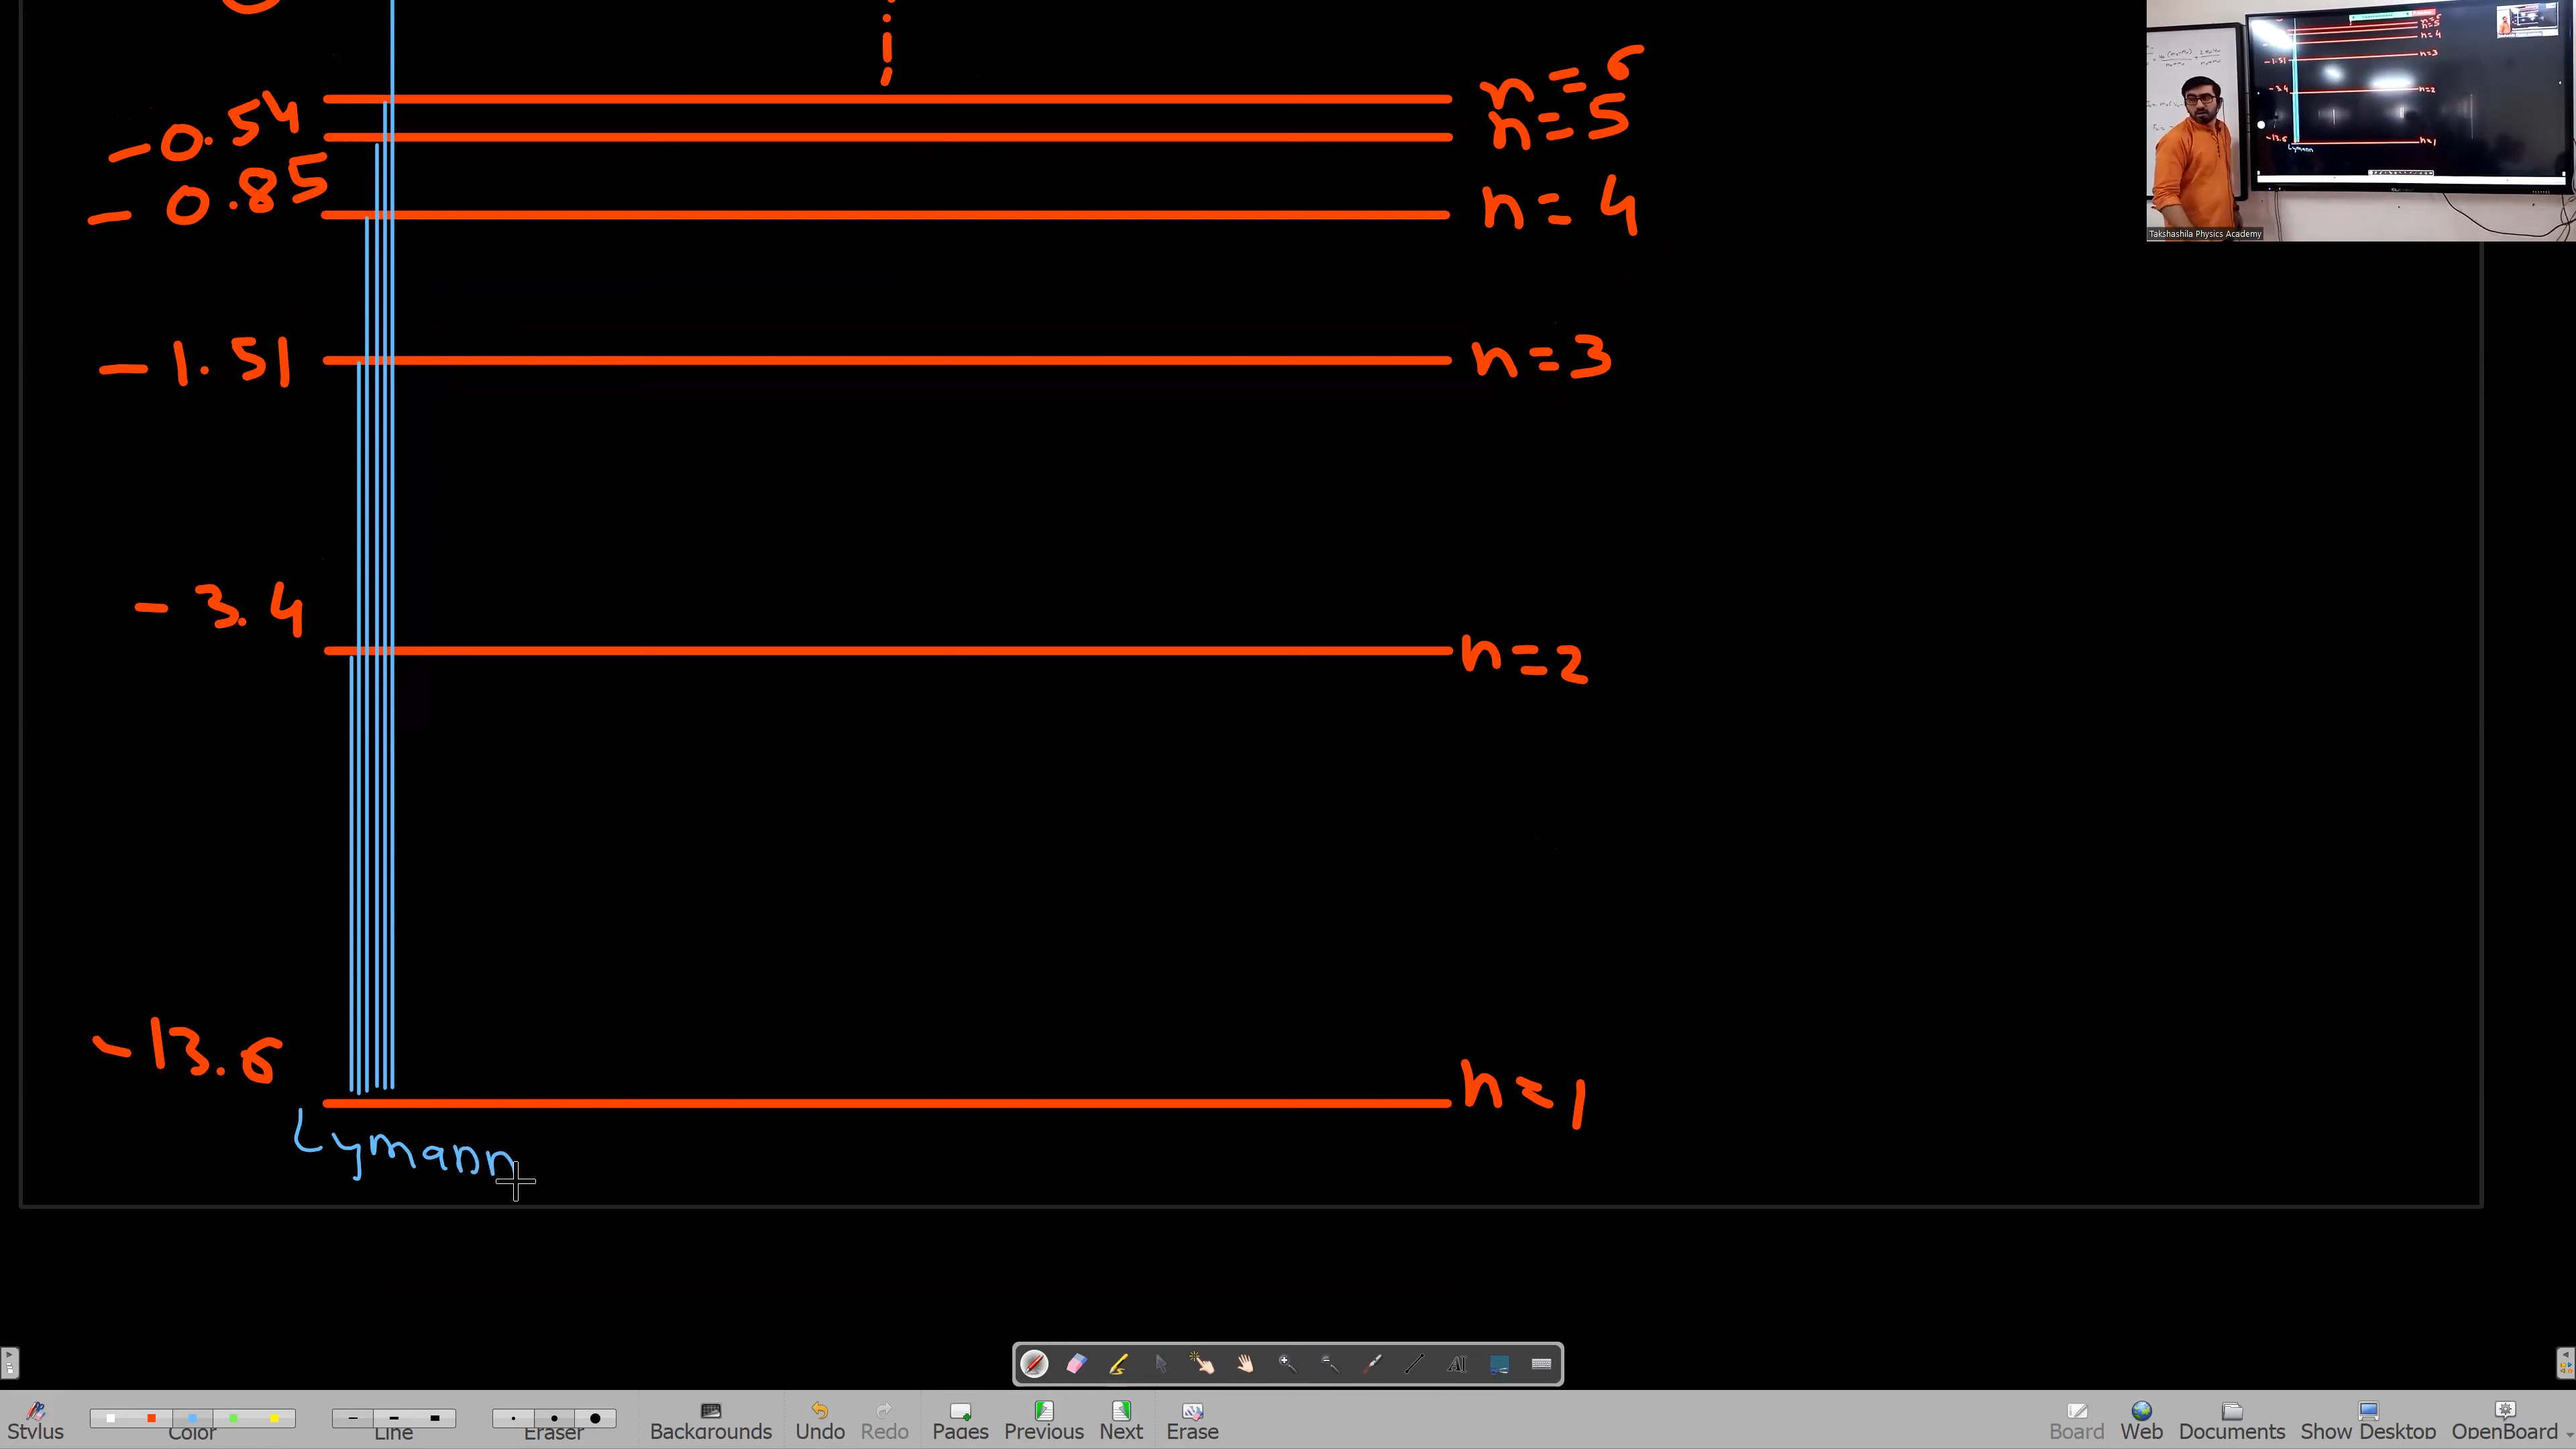 n = 6
-0.54
n = 5
-0.85
n = 4
-1.51
n = 3
-3.4
n = 2
-13.6
n = 1
Lymann
Takshashila Physics Academy
Stylus
Color
Line
Eraser
Backgrounds
Undo
Redo
Pages
Previous
Next
Erase
Board
Web
Documents
Show Desktop
OpenBoard